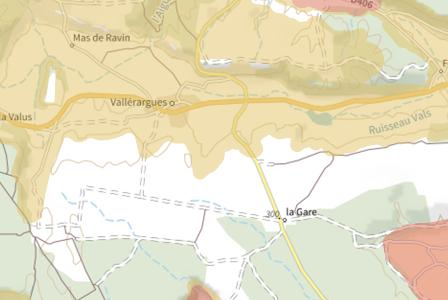 D406
Mas de Ravin
la Valus
Vallérargues
Ruisseau Vals
300
la Gare